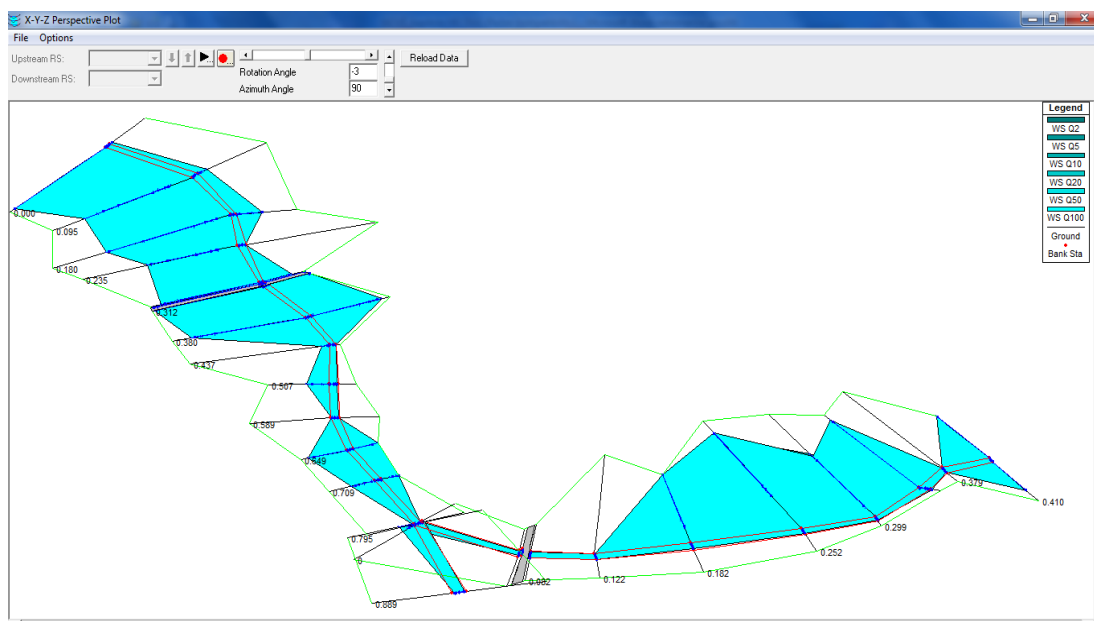 X-Y-Z Perspective Plot
File Options
Upstream RS:
Downstream RS:
Rotation Angle -3
Azimuth Angle 90
Reload Data
Legend
WS Q2
WS Q5
WS Q10
WS Q20
WS Q50
WS Q100
Ground
Bank Sta
0.000
0.095
0.180
0.235
0.312
0.380
0.437
0.507
0.589
0.649
0.709
0.795
0
0.889
0.082
0.122
0.182
0.252
0.299
0.379
0.410